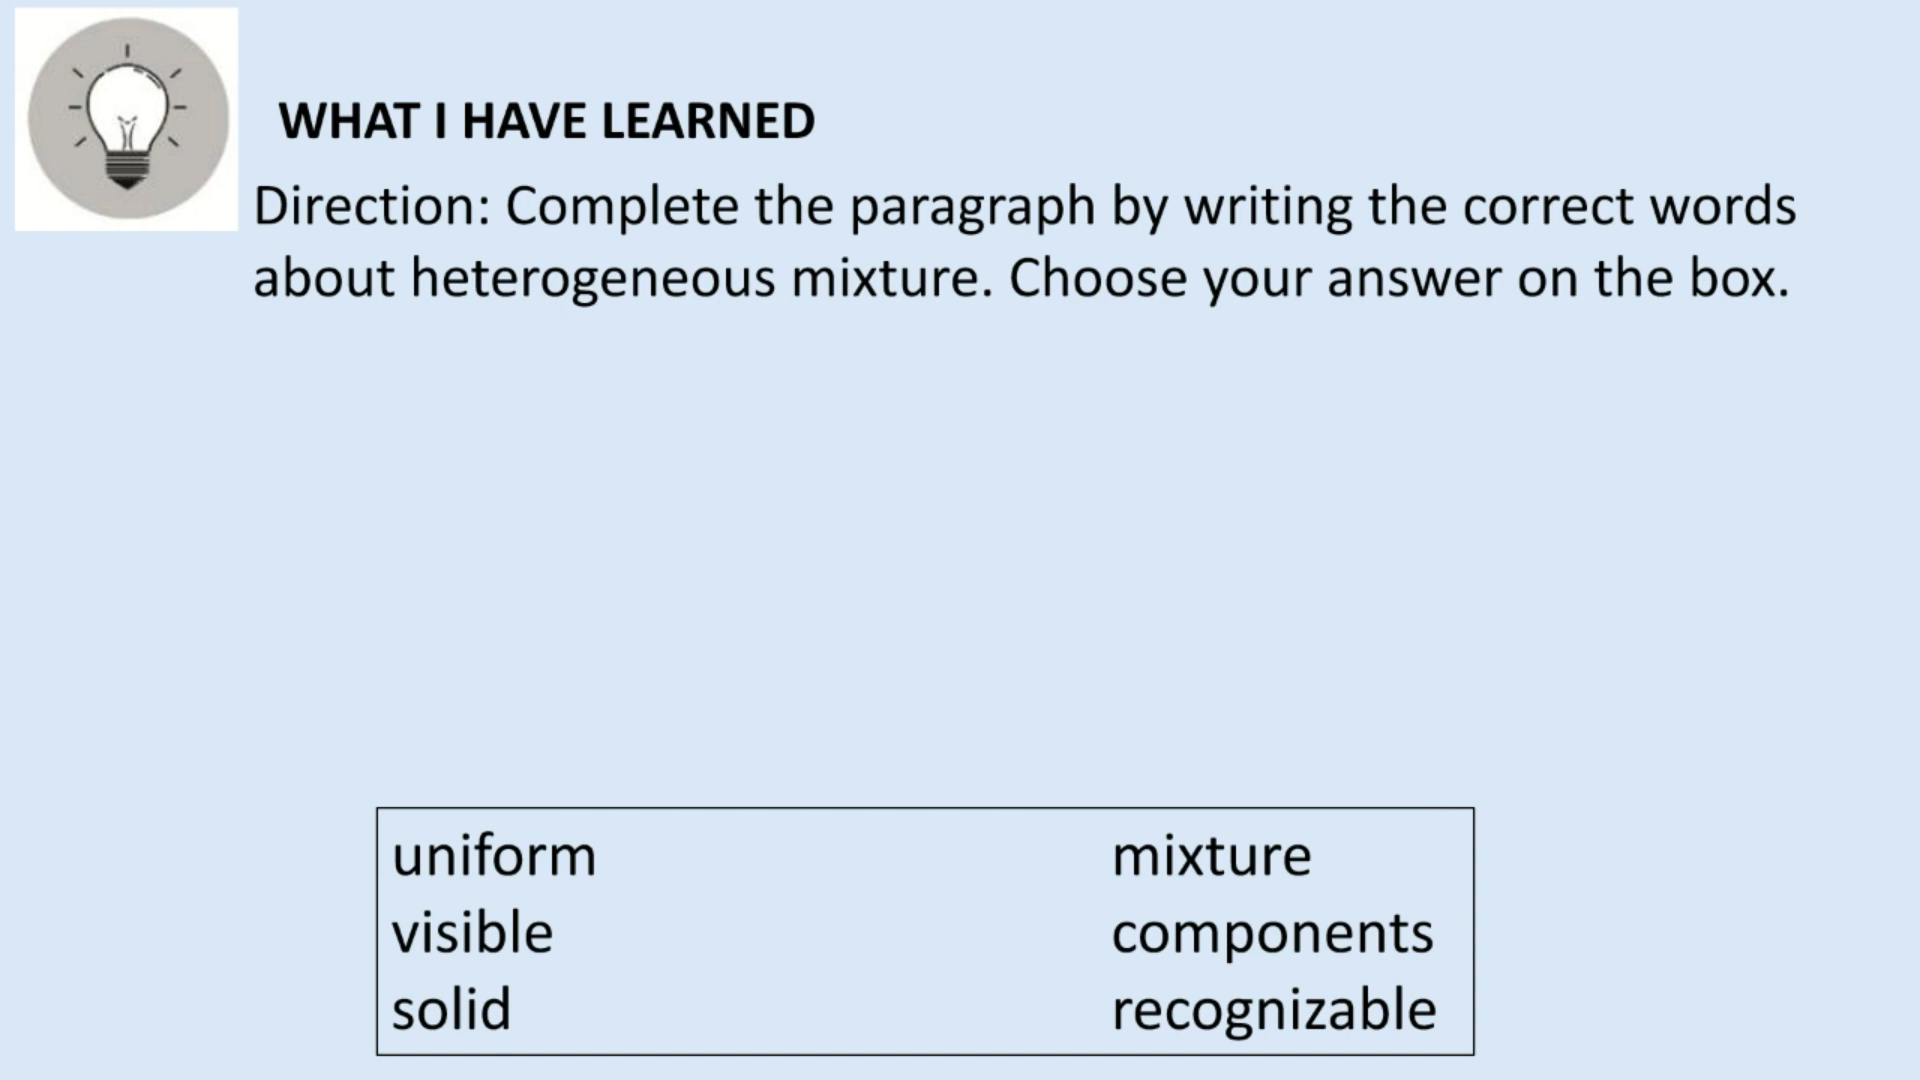 WHAT I HAVE LEARNED
Direction: Complete the paragraph by writing the correct words
about heterogeneous mixture. Choose your answer on the box.
uniform mixture
visible components
solid recognizable